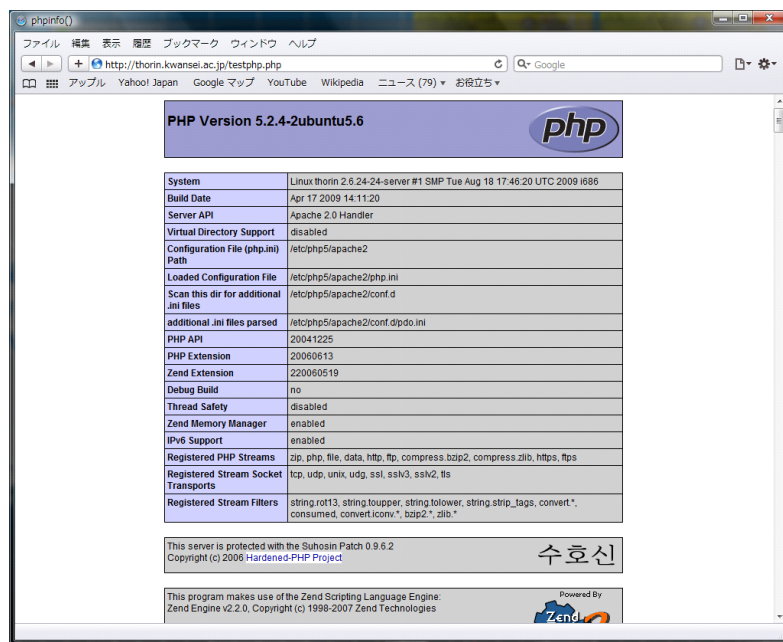 phpinfo()
ファイル 編集 表示 履歴 ブックマーク ウィンドウ ヘルプ
http://thorin.kwansei.ac.jp/testphp.php
Google
アップル Yahoo! Japan Google マップ YouTube Wikipedia ニュース (79) お役立ち
PHP Version 5.2.4-2ubuntu5.6
php
System Linux thorin 2.6.24-24-server #1 SMP Tue Aug 18 17:46:20 UTC 2009 i686
Build Date Apr 17 2009 14:11:20
Server API Apache 2.0 Handler
Virtual Directory Support disabled
Configuration File (php.ini) Path /etc/php5/apache2
Loaded Configuration File /etc/php5/apache2/php.ini
Scan this dir for additional .ini files /etc/php5/apache2/conf.d
additional .ini files parsed /etc/php5/apache2/conf.d/pdo.ini
PHP API 20041225
PHP Extension 20060613
Zend Extension 220060519
Debug Build no
Thread Safety disabled
Zend Memory Manager enabled
IPv6 Support enabled
Registered PHP Streams zip, php, file, data, http, ftp, compress.bzip2, compress.zlib, https, ftps
Registered Stream Socket Transports tcp, udp, unix, udg, ssl, sslv3, sslv2, tls
Registered Stream Filters string.rot13, string.toupper, string.tolower, string.strip_tags, convert.*,
consumed, convert.iconv.*, bzip2.*, zlib.*
This server is protected with the Suhosin Patch 0.9.6.2
Copyright (c) 2006 Hardened-PHP Project
수호신
This program makes use of the Zend Scripting Language Engine:
Zend Engine v2.2.0, Copyright (c) 1998-2007 Zend Technologies
Powered By
Zend